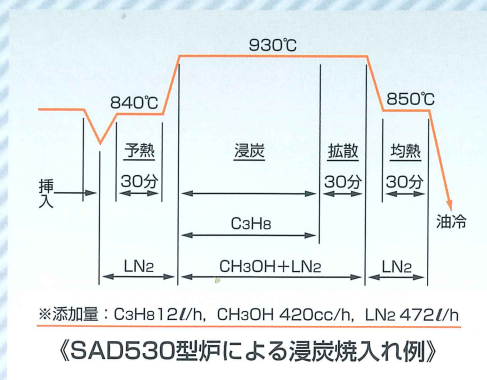 930℃
840℃
850℃
予熱
浸炭
拡散
均熱
30分
30分
30分
挿入
油冷
C3H8
LN2
CH3OH+LN2
LN2
※添加量：C3H812ℓ/h, CH3OH 420cc/h, LN2 472ℓ/h
《SAD530型炉による浸炭焼入れ例》